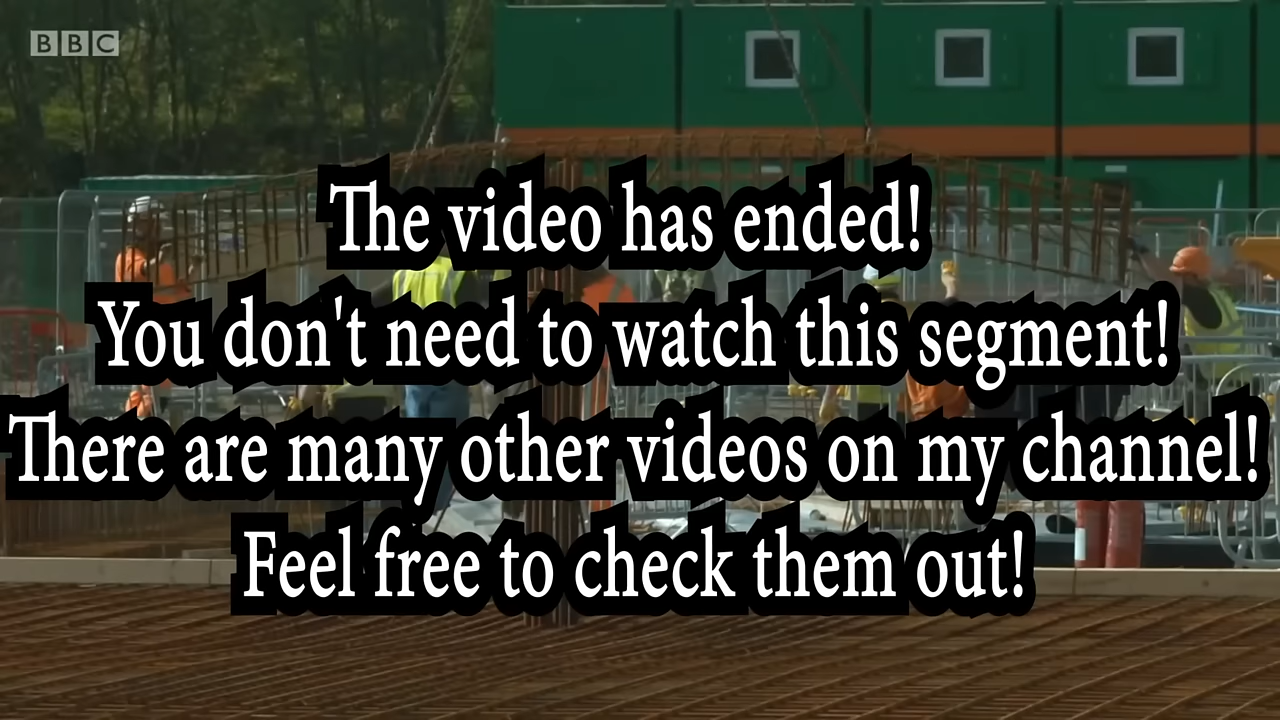 BBC
The video has ended!
You don't need to watch this segment!
There are many other videos on my channel!
Feel free to check them out!